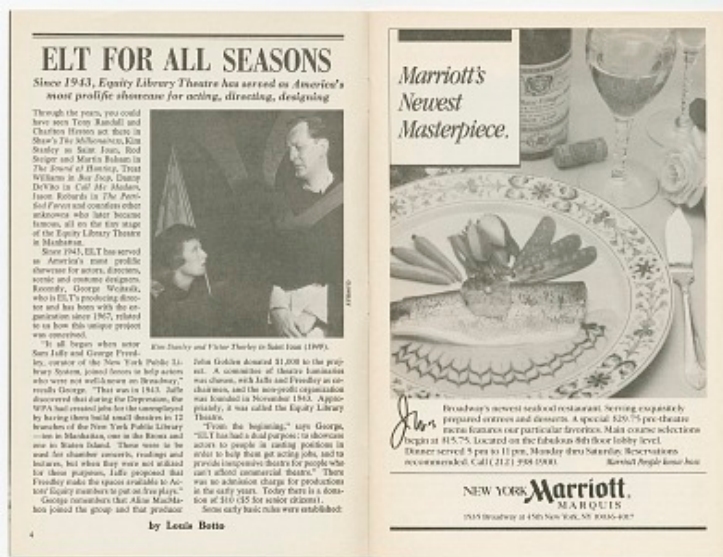 ELT FOR ALL SEASONS
Since 1943, Equity Library Theatre has served as America's
most prolific showcase for acting, directing, designing
Through the years, you could
have seen Tony Randall and
Charlton Heston act there in
Shaw's The Millionairess, Kim
Stanley as Saint Joan, Rod
Steiger and Martin Balsam in
The Sound of Hunting, Treat
Williams in Bus Stop, Danny
DeVito in Call Me Madam,
Jason Robards in The Petri-
fied Forest and countless other
unknowns who later became
famous, all on the tiny stage
of the Equity Library Theatre
in Manhattan.
Since 1943, ELT has served
as America's most prolific
showcase for actors, directors,
scenic and costume designers.
Recently, George Wojtasik,
who is ELT's producing direc-
tor and has been with the or-
ganization since 1967, related
to us how this unique project
was conceived.
"It all began when actor
Sam Jaffe and George Freed-
ley, curator of the New York Public Li-
brary System, joined forces to help actors
who were not well-known on Broadway,"
recalls George. "That was in 1943. Jaffe
discovered that during the Depression, the
WPA had created jobs for the unemployed
by having them build small theatres in 12
branches of the New York Public Library
—ten in Manhattan, one in the Bronx and
one in Staten Island. These were to be
used for chamber concerts, readings and
lectures, but when they were not utilized
for these purposes, Jaffe proposed that
Freedley make the spaces available to Ac-
tors' Equity members to put on free plays."
George remembers that Aline MacMa-
hon joined the group and that producer
Kim Stanley and Victor Thorley in Saint Joan (1949).
John Golden donated $1,000 to the proj-
ect. A committee of theatre luminaries
was chosen, with Jaffe and Freedley as co-
chairmen, and the non-profit organization
was founded in November 1943. Appro-
priately, it was called the Equity Library
Theatre.
"From the beginning," says George,
"ELT has had a dual purpose: to showcase
actors to people in casting positions in
order to help them get acting jobs, and to
provide inexpensive theatre for people who
can't afford commercial theatre." There
was no admission charge for productions
in the early years. Today there is a dona-
tion of $10 ($5 for senior citizens).
Some early basic rules were established:
by Louis Botto
4
Marriott's
Newest
Masterpiece.
Broadway's newest seafood restaurant. Serving exquisitely
prepared entrees and desserts. A special $29.75 pre-theatre
menu features our particular favorites. Main course selections
begin at $15.75. Located on the fabulous 8th floor lobby level.
Dinner served 5 pm to 11 pm, Monday thru Saturday. Reservations
recommended. Call (212) 398-1900.
Marriott People know how.
NEW YORK Marriott
MARQUIS
1535 Broadway at 45th New York, NY 10036-4017